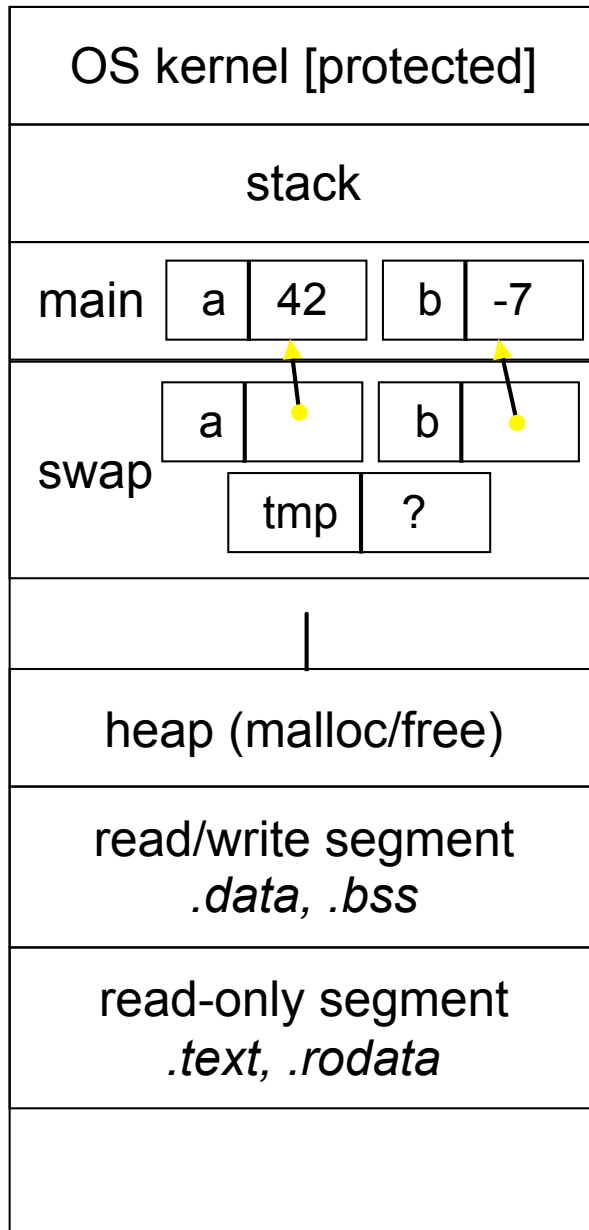 OS kernel [protected]
stack
main a 42 b -7
a b
swap
tmp ?
heap (malloc/free)
read/write segment
.data, .bss
read-only segment
.text, .rodata